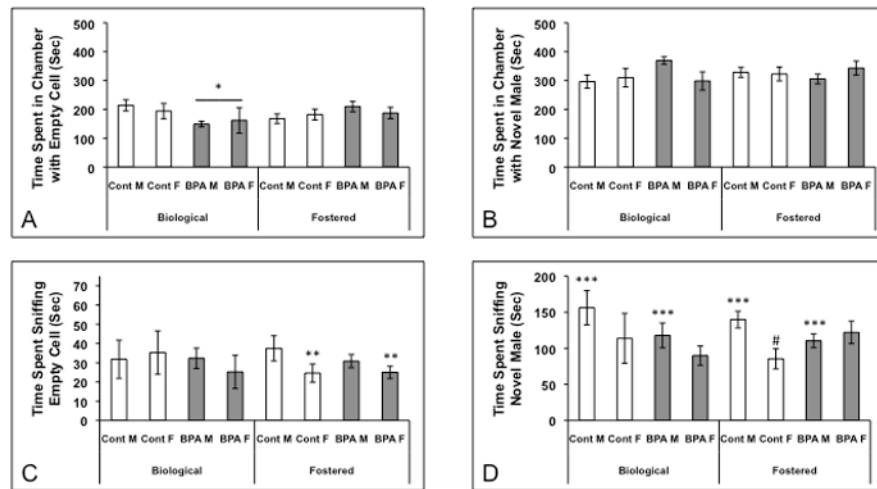 Time Spent in Chamber
with Empty Cell (Sec)
500
400
300
200
100
0
*
Cont M Cont F BPA M BPA F Cont M Cont F BPA M BPA F
Biological Fostered
A
Time Spent in Chamber
with Novel Male (Sec)
500
400
300
200
100
0
Cont M Cont F BPA M BPA F Cont M Cont F BPA M BPA F
Biological Fostered
B
Time Spent Sniffing
Empty Cell (Sec)
70
60
50
40
30
20
10
0
** **
Cont M Cont F BPA M BPA F Cont M Cont F BPA M BPA F
Biological Fostered
C
Time Spent Sniffing
Novel Male (Sec)
200
150
100
50
0
*** *** *** # ***
Cont M Cont F BPA M BPA F Cont M Cont F BPA M BPA F
Biological Fostered
D